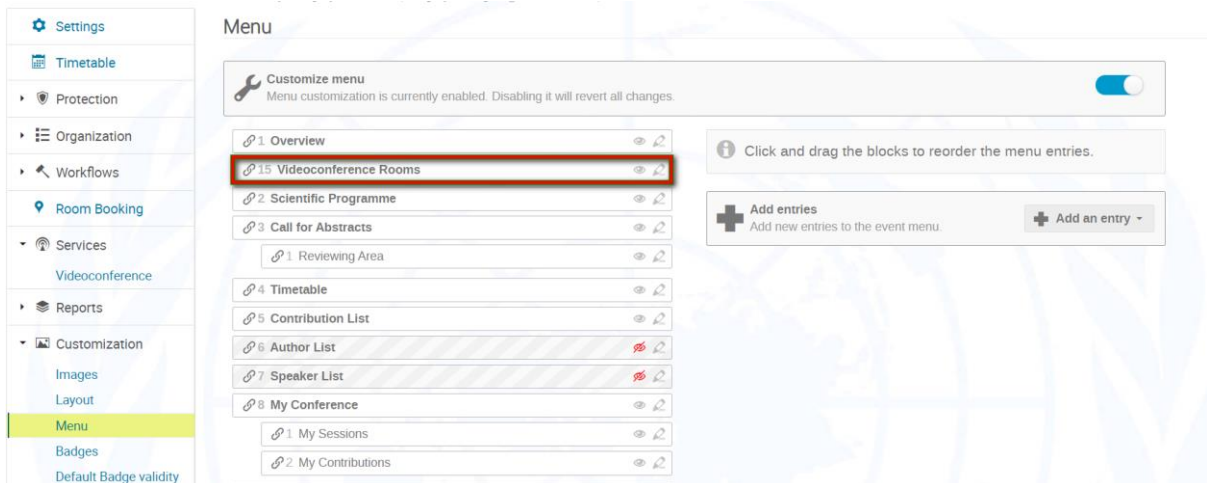 Settings
Timetable
Protection
Organization
Workflows
Room Booking
Services
Videoconference
Reports
Customization
Images
Layout
Menu
Badges
Default Badge validity
Menu
Customize menu
Menu customization is currently enabled. Disabling it will revert all changes.
1 Overview
15 Videoconference Rooms
2 Scientific Programme
3 Call for Abstracts
1 Reviewing Area
4 Timetable
5 Contribution List
6 Author List
7 Speaker List
8 My Conference
1 My Sessions
2 My Contributions
Click and drag the blocks to reorder the menu entries.
Add entries
Add new entries to the event menu.
Add an entry